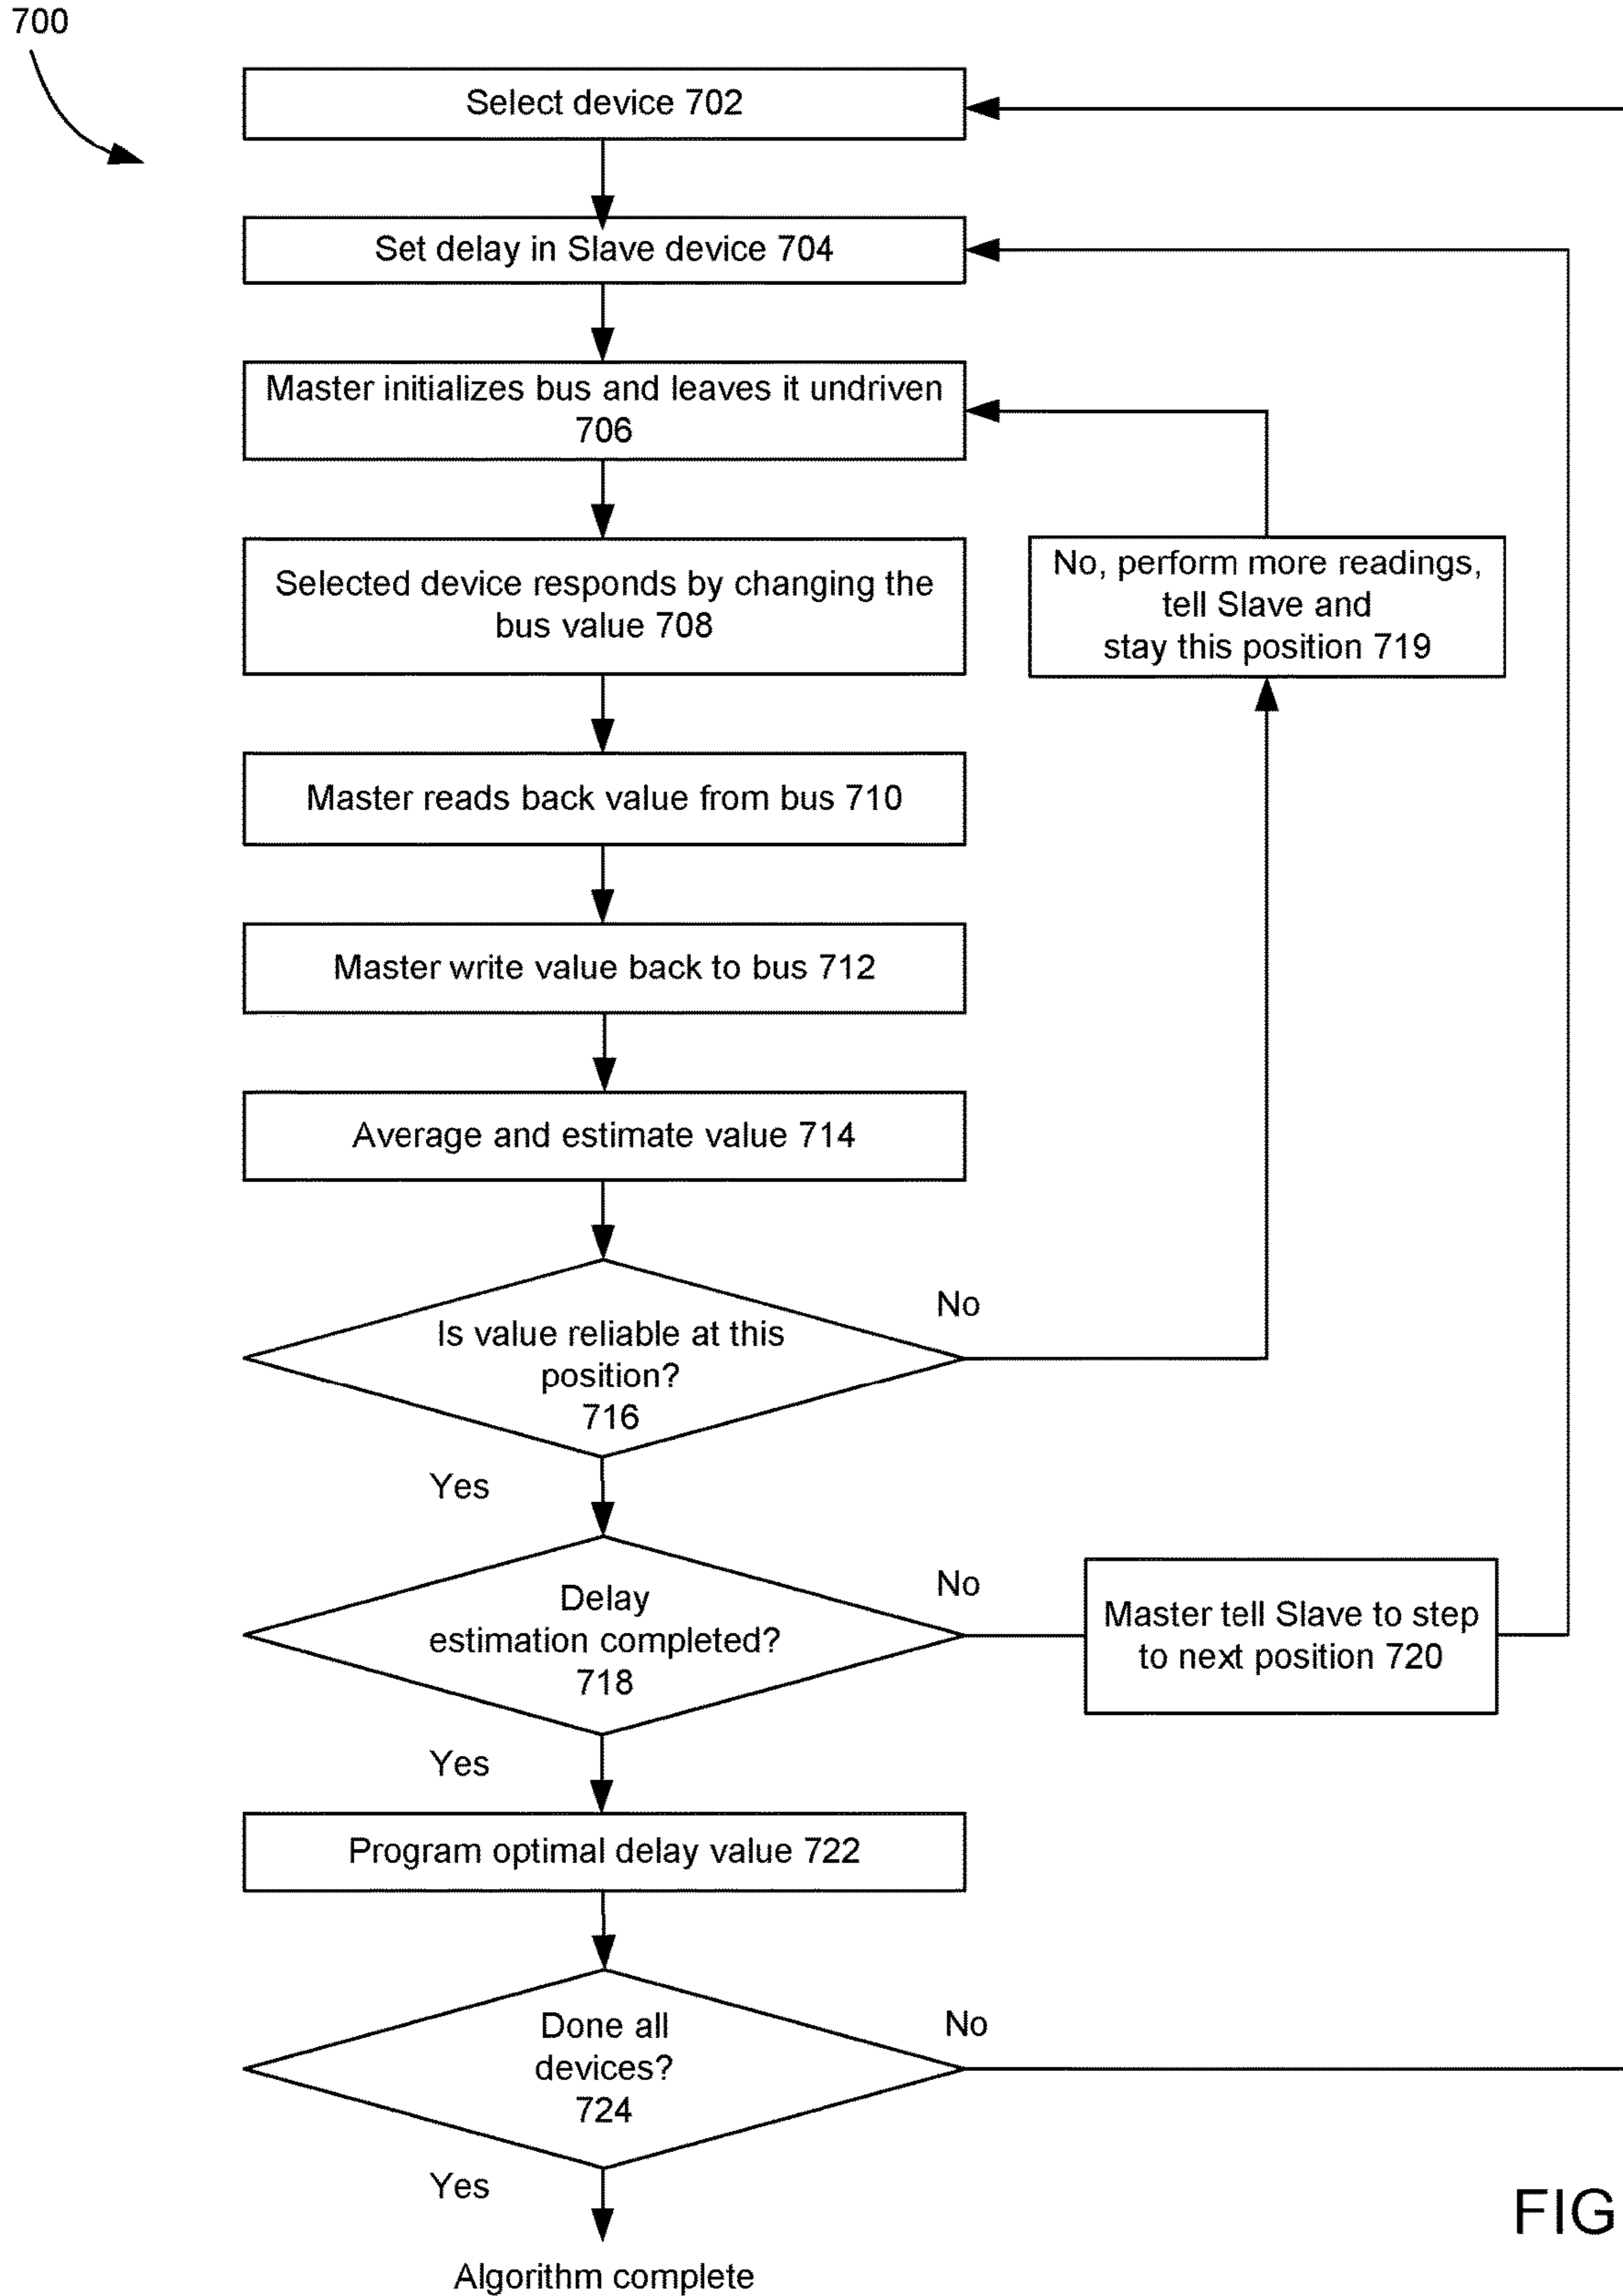 700
Select device 702
Set delay in Slave device 704
Master initializes bus and leaves it undriven
706
Selected device responds by changing the
bus value 708
No, perform more readings,
tell Slave and
stay this position 719
Master reads back value from bus 710
Master write value back to bus 712
Average and estimate value 714
No
Is value reliable at this
position?
716
Yes
No
Delay
estimation completed?
718
Master tell Slave to step
to next position 720
Yes
Program optimal delay value 722
No
Done all
devices?
724
Yes
FIG
Algorithm complete